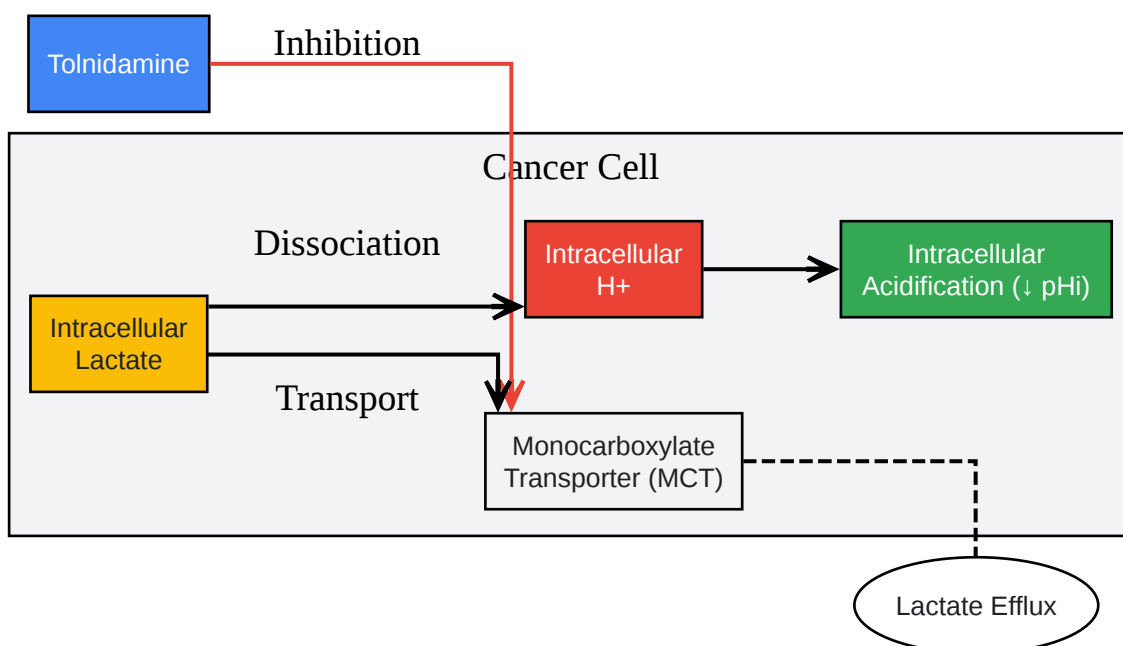 Tolnidamine
Inhibition
Cancer Cell
Dissociation
Intracellular
H+
Intracellular
Acidification (↓ pHi)
Intracellular
Lactate
Transport
Monocarboxylate
Transporter (MCT)
Lactate Efflux